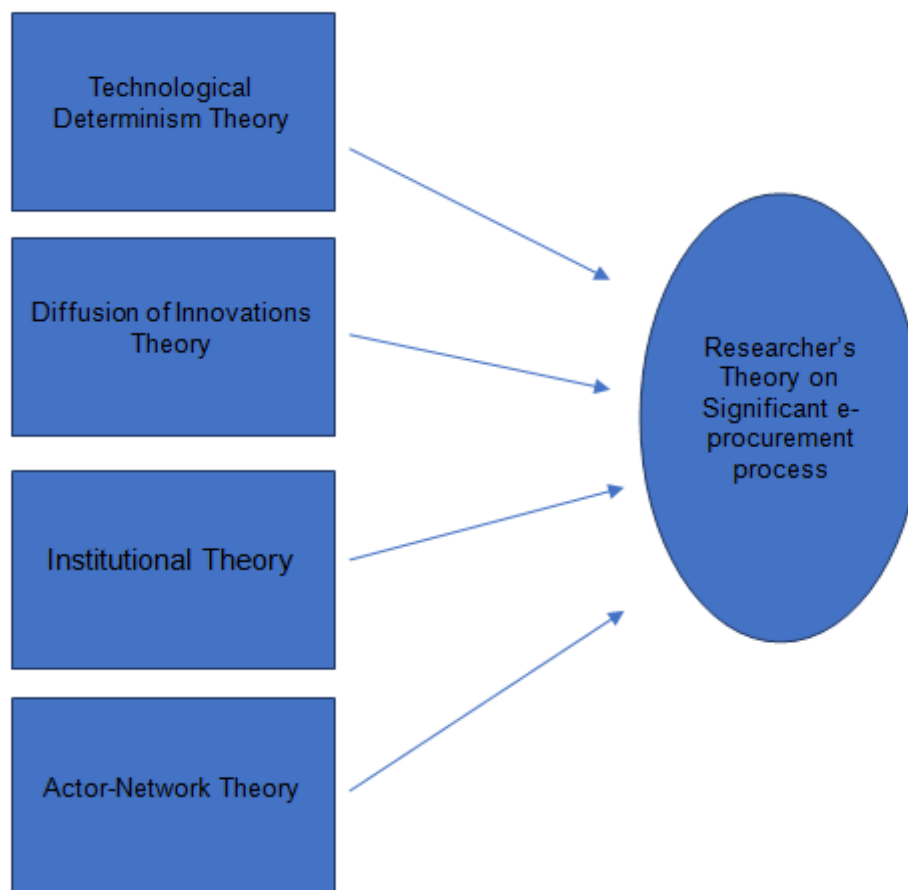 Technological
Determinism Theory
Diffusion of Innovations
Theory
Institutional Theory
Actor-Network Theory
Researcher's
Theory on
Significant e-
procurement
process